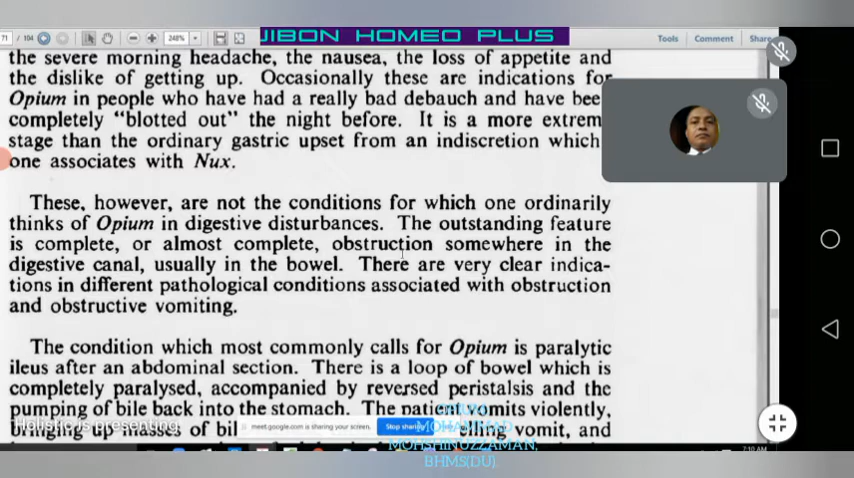 JIBON HOMEO PLUS
71 / 104
248%
Tools Comment Share
the severe morning headache, the nausea, the loss of appetite and
the dislike of getting up. Occasionally these are indications for
Opium in people who have had a really bad debauch and have bee
completely “blotted out” the night before. It is a more extrem
stage than the ordinary gastric upset from an indiscretion which
one associates with Nux.
These, however, are not the conditions for which one ordinarily
thinks of Opium in digestive disturbances. The outstanding feature
is complete, or almost complete, obstruction somewhere in the
digestive canal, usually in the bowel. There are very clear indica-
tions in different pathological conditions associated with obstruction
and obstructive vomiting.
The condition which most commonly calls for Opium is paralytic
ileus after an abdominal section. There is a loop of bowel which is
completely paralysed, accompanied by reversed peristalsis and the
pumping of bile back into the stomach. The patient vomits violently,
bringing up masses of bil elling vomit, and
Holistic is presenting
meet.google.com is sharing your screen. Stop sharing
MOHAMMAD
MOHSHINUZZAMAN,
BHMS(DU)
7:10 AM